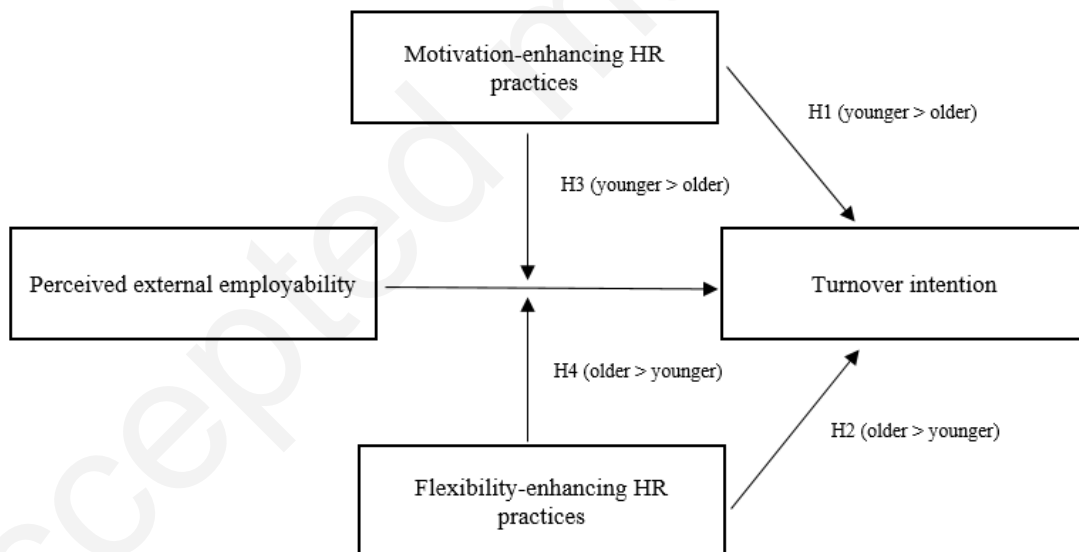 Motivation-enhancing HR
practices
H1 (younger > older)
H3 (younger > older)
Perceived external employability
Turnover intention
H4 (older > younger)
H2 (older > younger)
Flexibility-enhancing HR
practices